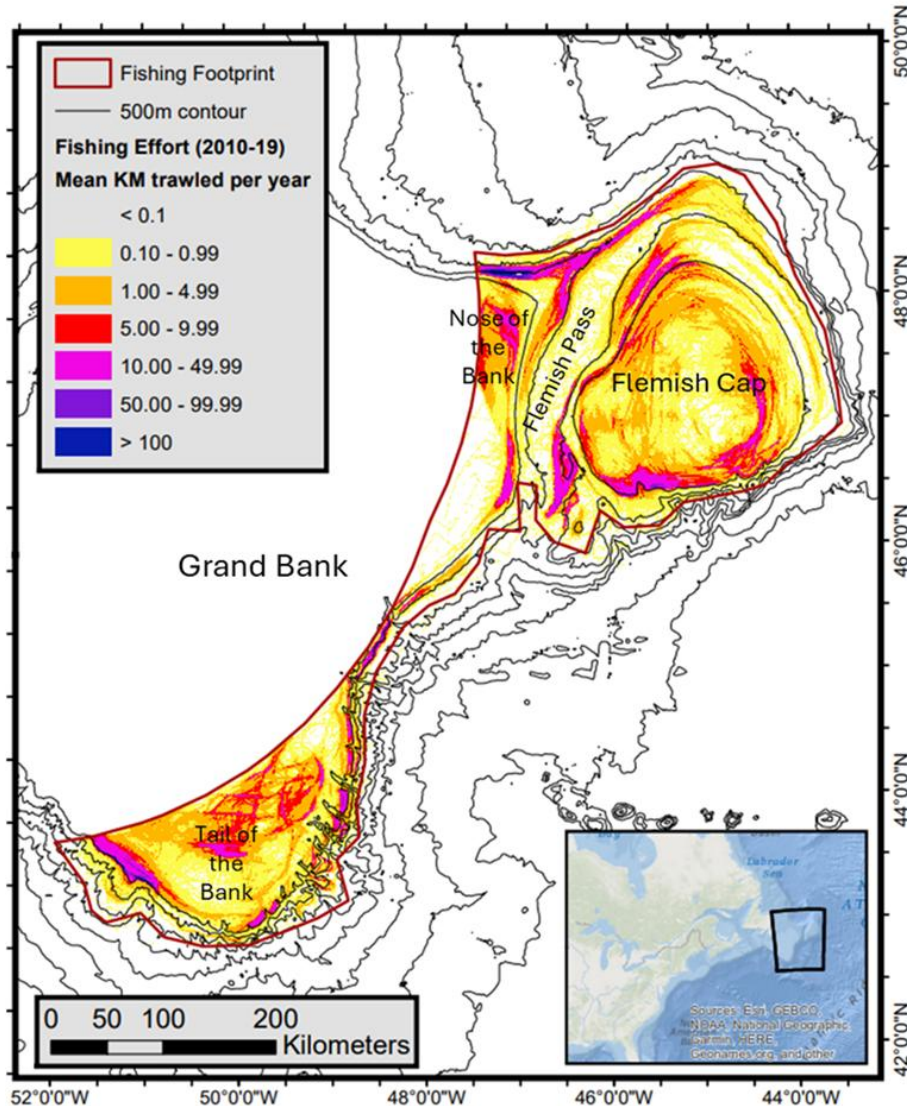 Fishing Footprint
500m contour
Fishing Effort (2010-19)
Mean KM trawled per year
< 0.1
0.10 - 0.99
1.00 - 4.99
5.00 - 9.99
10.00 - 49.99
50.00 - 99.99
> 100
50°0'0"N
48°0'0"N
46°0'0"N
44°0'0"N
42°0'0"N
Nose of
the
Bank
Flemish Pass
Flemish Cap
Grand Bank
Tail of
the
Bank
Labrador
Sea
Sources: Esri, GEBCO,
NOAA, National Geographic,
Garmin, HERE,
Geonames.org, and other
0 50 100 200
Kilometers
52°0'0"W 50°0'0"W 48°0'0"W 46°0'0"W 44°0'0"W